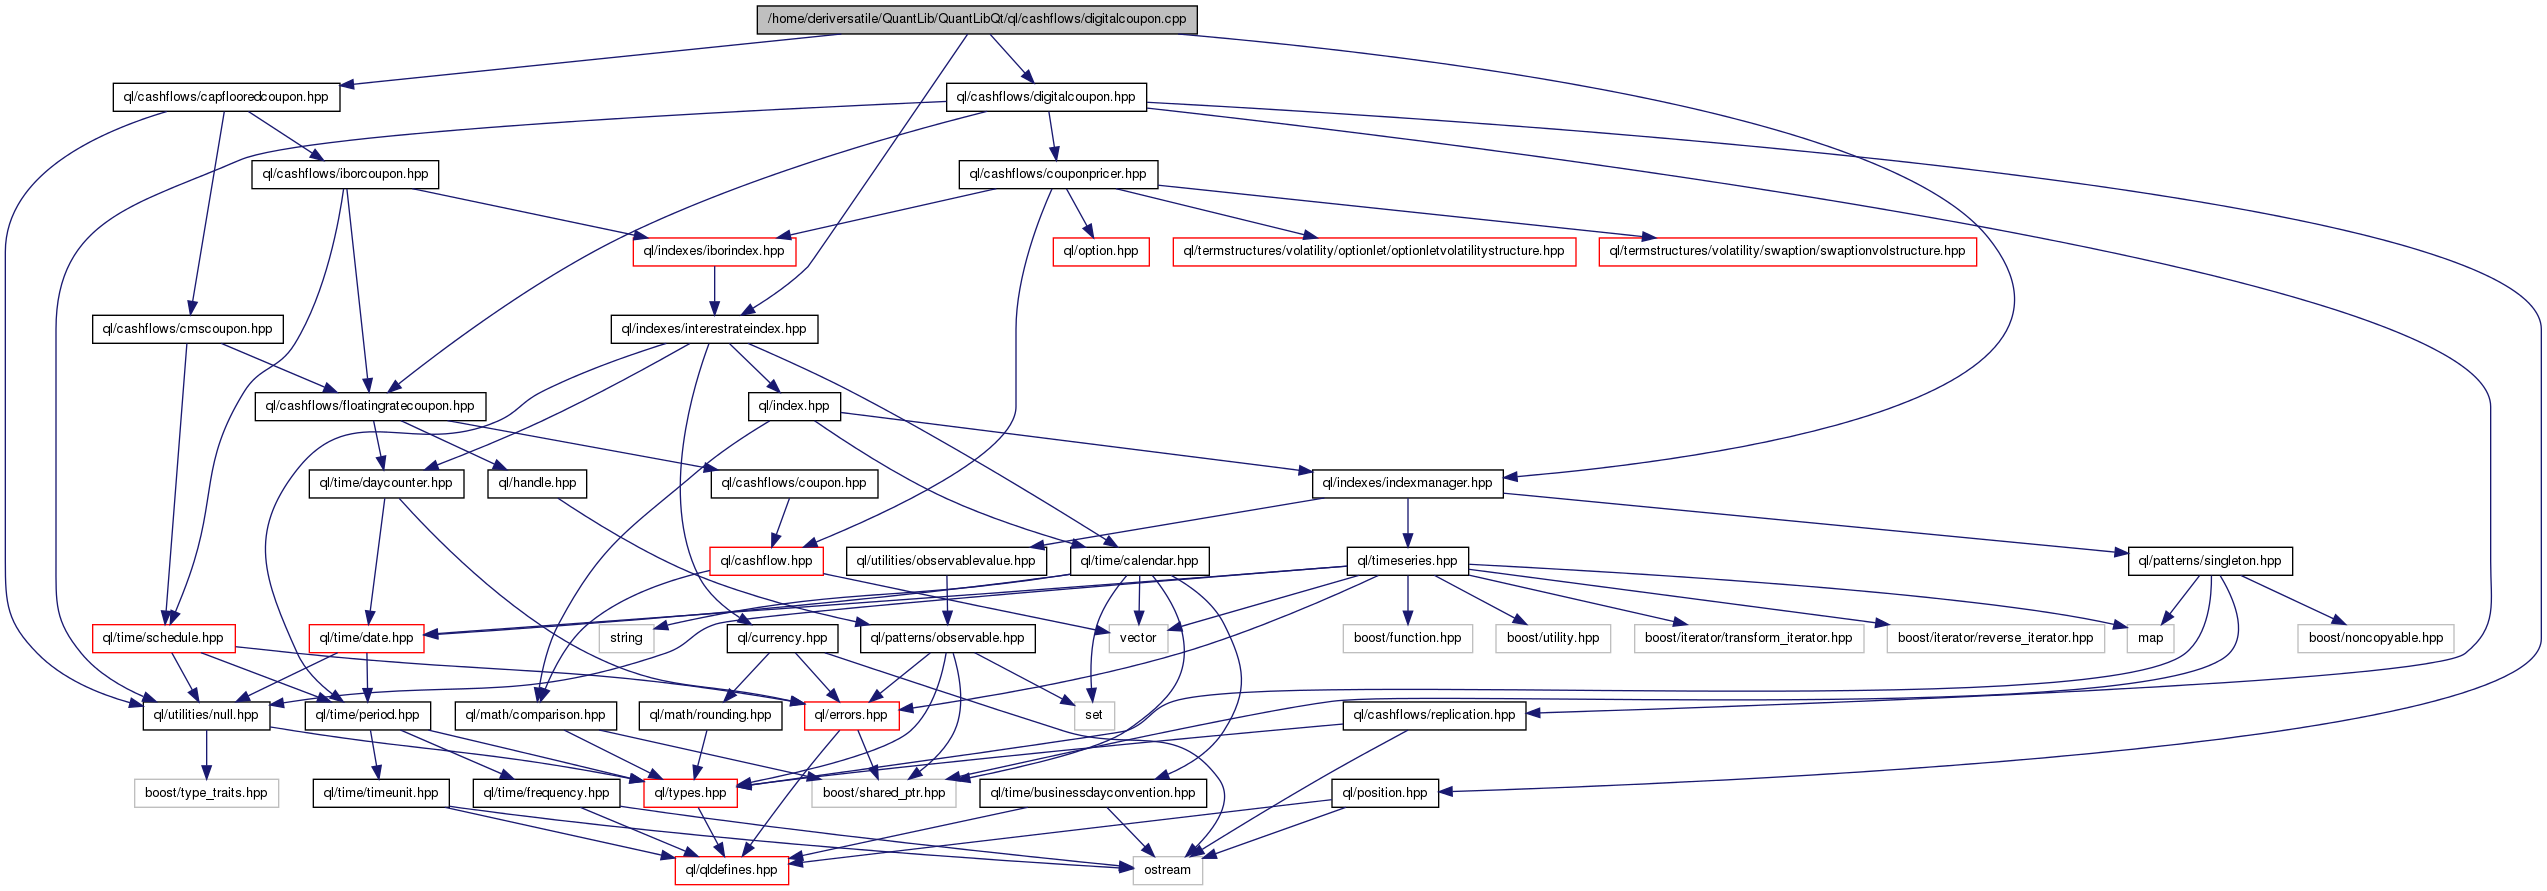 /home/deriversatile/QuantLib/QuantLibQt/ql/cashflows/digitalcoupon.cpp
ql/cashflows/capflooredcoupon.hpp
ql/cashflows/digitalcoupon.hpp
ql/cashflows/iborcoupon.hpp
ql/cashflows/couponpricer.hpp
ql/indexes/iborindex.hpp
ql/option.hpp
ql/termstructures/volatility/optionlet/optionletvolatilitystructure.hpp
ql/termstructures/volatility/swaption/swaptionvolstructure.hpp
ql/cashflows/cmscoupon.hpp
ql/indexes/interestrateindex.hpp
ql/cashflows/floatingratecoupon.hpp
ql/index.hpp
ql/time/daycounter.hpp
ql/handle.hpp
ql/cashflows/coupon.hpp
ql/indexes/indexmanager.hpp
ql/cashflow.hpp
ql/utilities/observablevalue.hpp
ql/time/calendar.hpp
ql/timeseries.hpp
ql/patterns/singleton.hpp
ql/time/schedule.hpp
ql/time/date.hpp
string
ql/currency.hpp
ql/patterns/observable.hpp
vector
boost/function.hpp
boost/utility.hpp
boost/iterator/transform_iterator.hpp
boost/iterator/reverse_iterator.hpp
map
boost/noncopyable.hpp
ql/utilities/null.hpp
ql/time/period.hpp
ql/math/comparison.hpp
ql/math/rounding.hpp
ql/errors.hpp
set
ql/cashflows/replication.hpp
boost/type_traits.hpp
ql/time/timeunit.hpp
ql/time/frequency.hpp
ql/types.hpp
boost/shared_ptr.hpp
ql/time/businessdayconvention.hpp
ql/position.hpp
ql/qldefines.hpp
ostream